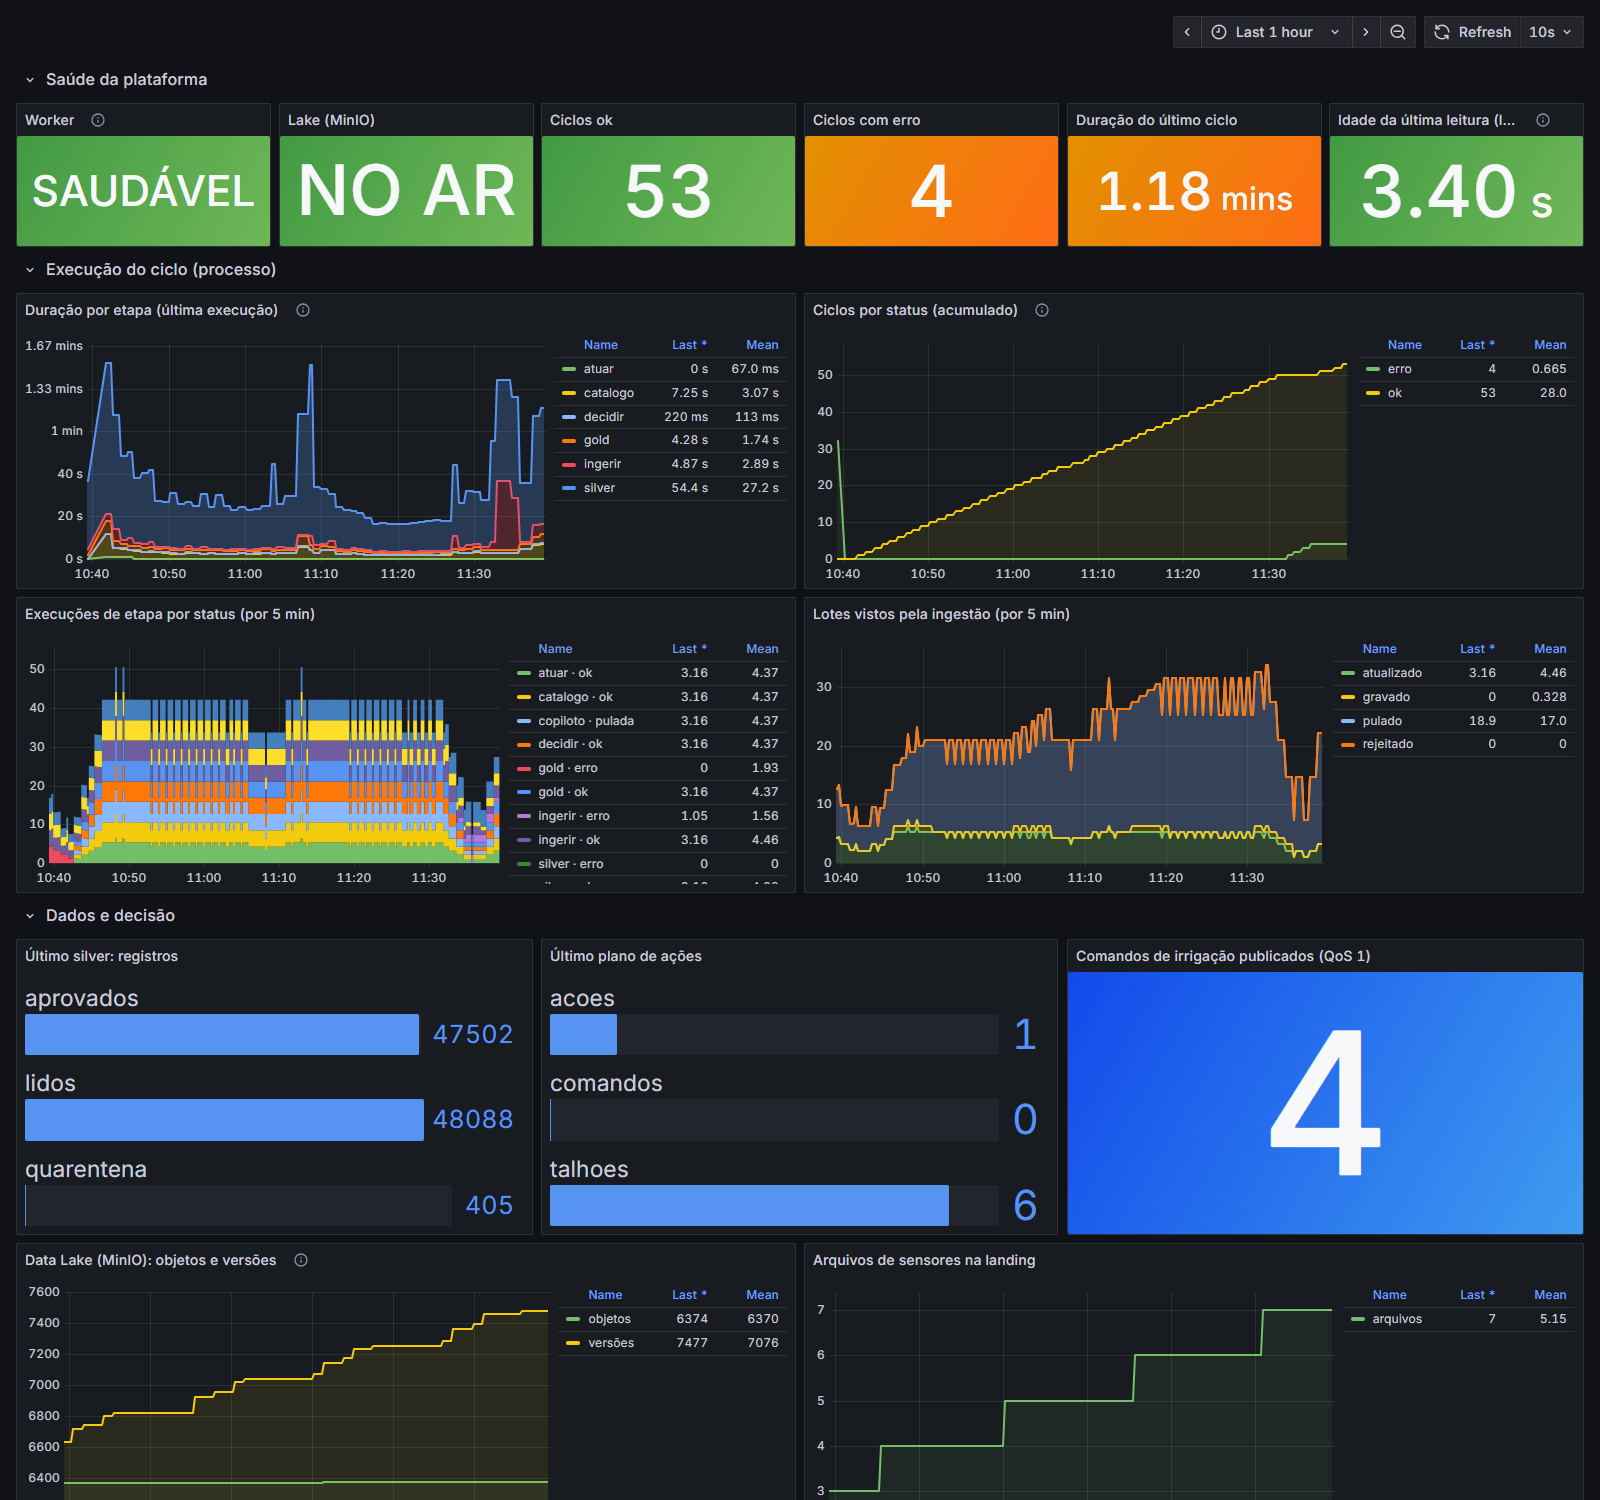 Last 1 hour
Refresh
10s
Saúde da plataforma
Worker
Lake (MinIO)
Ciclos ok
Ciclos com erro
Duração do último ciclo
Idade da última leitura (l...
SAUDÁVEL
NO AR
53
4
1.18 mins
3.40 s
Execução do ciclo (processo)
Duração por etapa (última execução)
1.67 mins
1.33 mins
1 min
40 s
20 s
0 s
10:40 10:50 11:00 11:10 11:20 11:30
Name Last * Mean
atuar 0 s 67.0 ms
catalogo 7.25 s 3.07 s
decidir 220 ms 113 ms
gold 4.28 s 1.74 s
ingerir 4.87 s 2.89 s
silver 54.4 s 27.2 s
Ciclos por status (acumulado)
50
40
30
20
10
0
10:40 10:50 11:00 11:10 11:20 11:30
Name Last * Mean
erro 4 0.665
ok 53 28.0
Execuções de etapa por status (por 5 min)
50
40
30
20
10
0
10:40 10:50 11:00 11:10 11:20 11:30
Name Last * Mean
atuar · ok 3.16 4.37
catalogo · ok 3.16 4.37
copiloto · pulada 3.16 4.37
decidir · ok 3.16 4.37
gold · erro 0 1.93
gold · ok 3.16 4.37
ingerir · erro 1.05 1.56
ingerir · ok 3.16 4.46
silver · erro 0 0
Lotes vistos pela ingestão (por 5 min)
30
20
10
0
10:40 10:50 11:00 11:10 11:20 11:30
Name Last * Mean
atualizado 3.16 4.46
gravado 0 0.328
pulado 18.9 17.0
rejeitado 0 0
Dados e decisão
Último silver: registros
aprovados
47502
lidos
48088
quarentena
405
Último plano de ações
acoes
1
comandos
0
talhoes
6
Comandos de irrigação publicados (QoS 1)
4
Data Lake (MinIO): objetos e versões
7600
7400
7200
7000
6800
6600
6400
Name Last * Mean
objetos 6374 6370
versões 7477 7076
Arquivos de sensores na landing
7
6
5
4
3
Name Last * Mean
arquivos 7 5.15